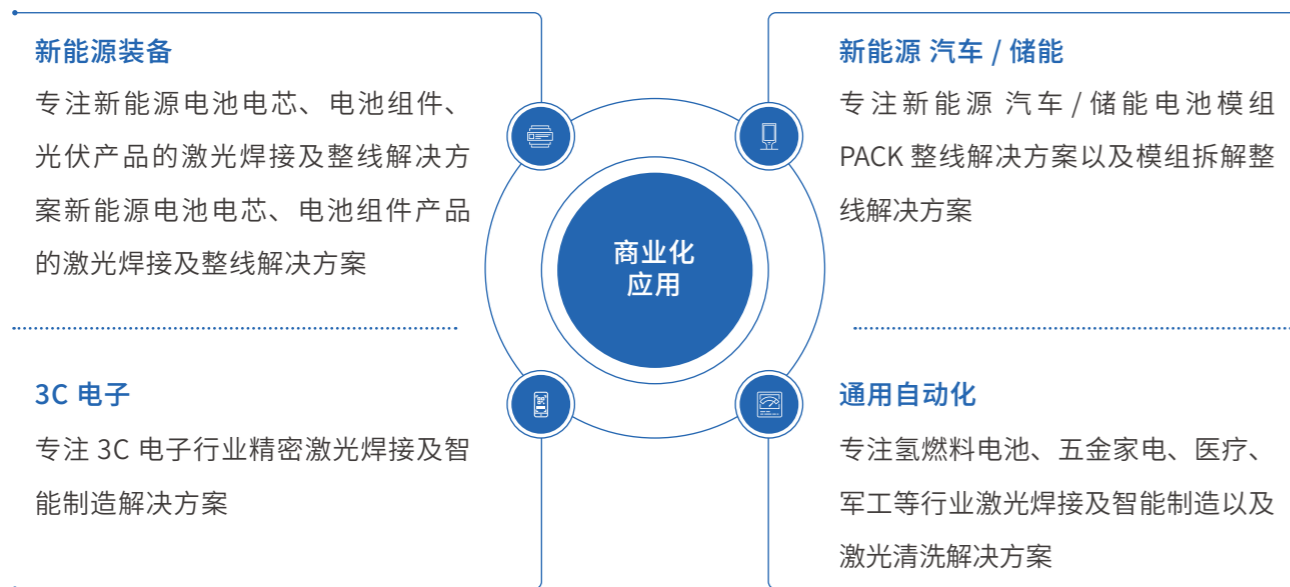 新能源装备
专注新能源电池电芯、电池组件、
光伏产品的激光焊接及整线解决方
案新能源电池电芯、电池组件产品
的激光焊接及整线解决方案
新能源 汽车 / 储能
专注新能源 汽车 / 储能电池模组
PACK 整线解决方案以及模组拆解整
线解决方案
商业化
应用
3C 电子
专注 3C 电子行业精密激光焊接及智
能制造解决方案
通用自动化
专注氢燃料电池、五金家电、医疗、
军工等行业激光焊接及智能制造以及
激光清洗解决方案